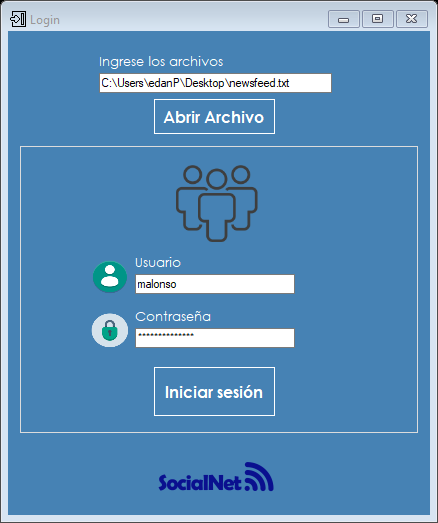 Login
Ingrese los archivos
C:\Users\edanP\Desktop\newsfeed.txt
Abrir Archivo
Usuario
malonso
Contraseña
**************
Iniciar sesión
SocialNet